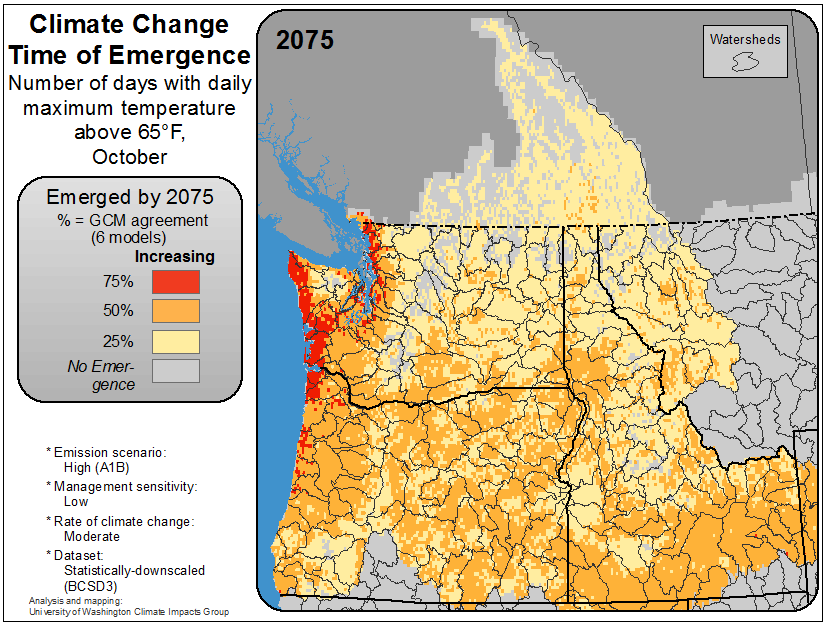 Climate Change
Time of Emergence
Number of days with daily
maximum temperature
above 65°F,
October
Emerged by 2075
% = GCM agreement
(6 models)
Increasing
75%
50%
25%
No Emer-
gence
* Emission scenario:
High (A1B)
* Management sensitivity:
Low
* Rate of climate change:
Moderate
* Dataset:
Statistically-downscaled
(BCSD3)
Analysis and mapping:
University of Washington Climate Impacts Group
2075
Watersheds